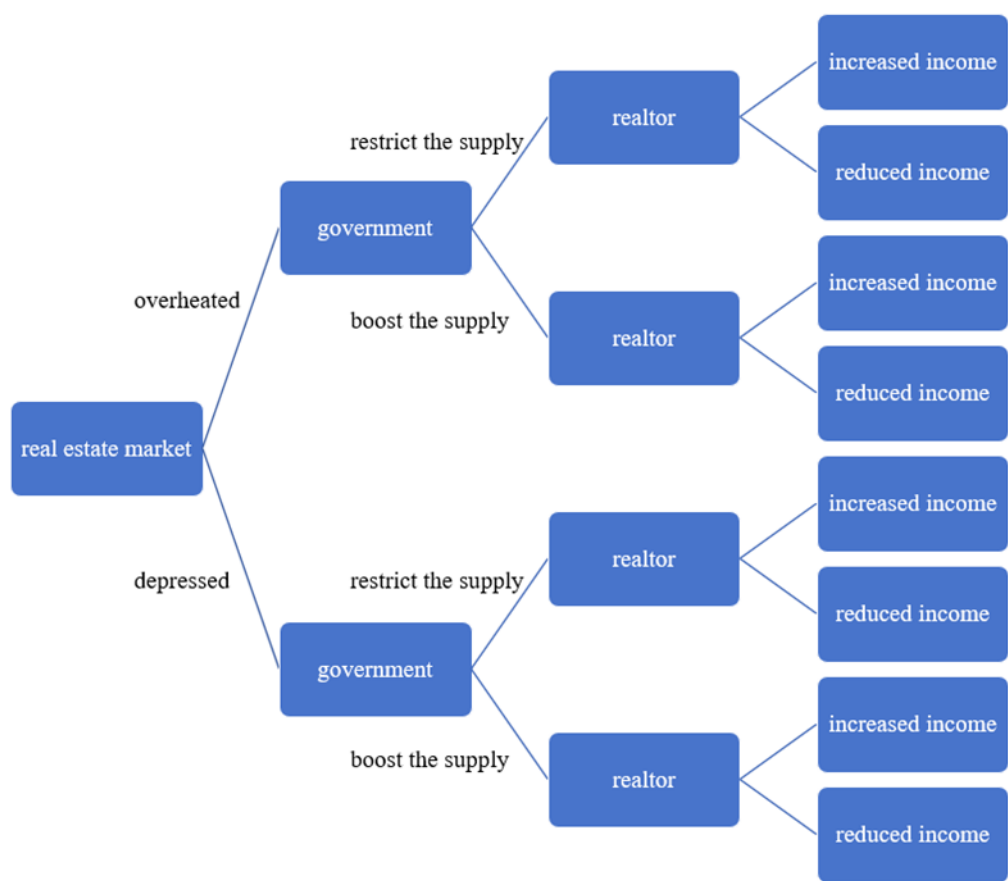 increased income
realtor
restrict the supply
reduced income
government
increased income
overheated
boost the supply
realtor
reduced income
real estate market
increased income
depressed
restrict the supply
realtor
reduced income
government
increased income
boost the supply
realtor
reduced income